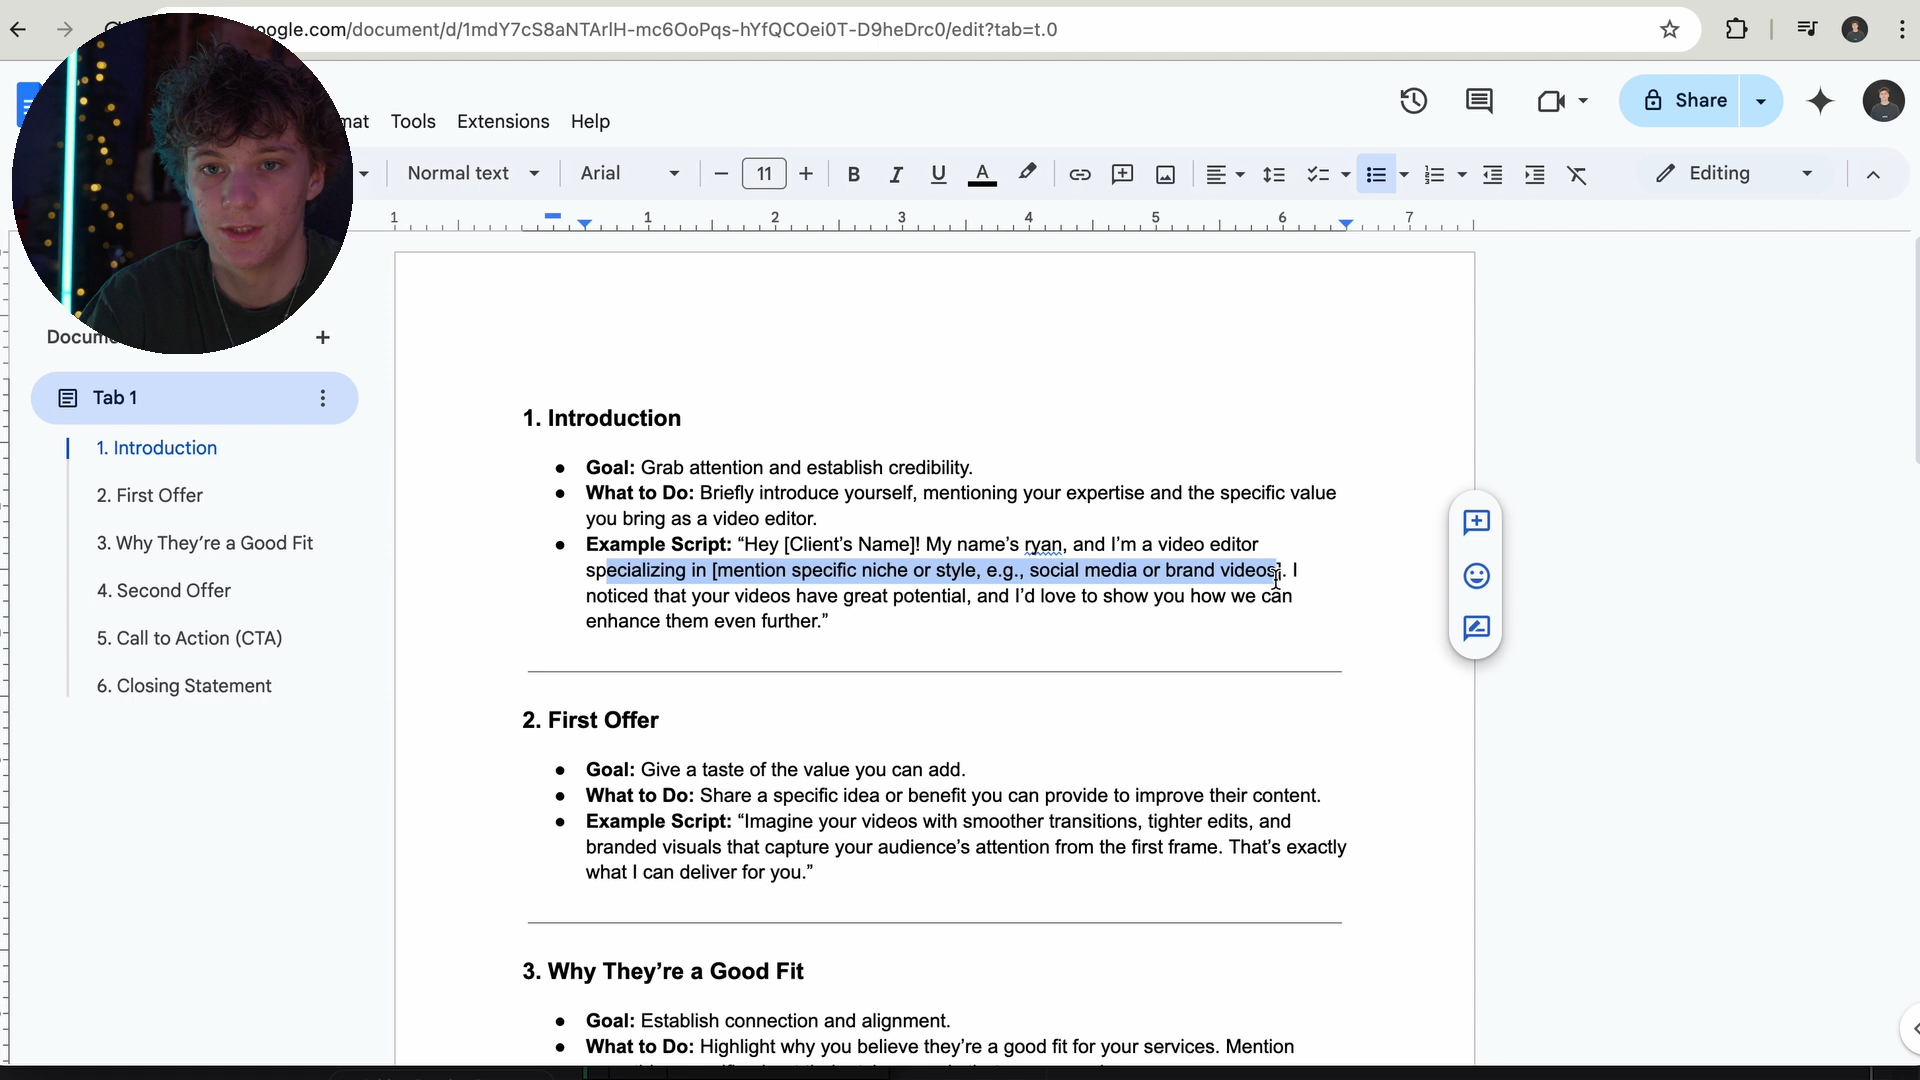 oogle.com/document/d/1mdY7cS8aNTArlH-mc6OoPqs-hYfQCOei0T-D9heDrc0/edit?tab=t.0
mat Tools Extensions Help
Share
Normal text Arial 11 Editing
1 1 2 3 4 5 6 7
Docum
Tab 1
1. Introduction
2. First Offer
3. Why They’re a Good Fit
4. Second Offer
5. Call to Action (CTA)
6. Closing Statement
1. Introduction
● Goal: Grab attention and establish credibility.
● What to Do: Briefly introduce yourself, mentioning your expertise and the specific value
you bring as a video editor.
● Example Script: “Hey [Client’s Name]! My name’s ryan, and I’m a video editor
specializing in [mention specific niche or style, e.g., social media or brand videos]. I
noticed that your videos have great potential, and I’d love to show you how we can
enhance them even further.”
2. First Offer
● Goal: Give a taste of the value you can add.
● What to Do: Share a specific idea or benefit you can provide to improve their content.
● Example Script: “Imagine your videos with smoother transitions, tighter edits, and
branded visuals that capture your audience’s attention from the first frame. That’s exactly
what I can deliver for you.”
3. Why They’re a Good Fit
● Goal: Establish connection and alignment.
● What to Do: Highlight why you believe they’re a good fit for your services. Mention